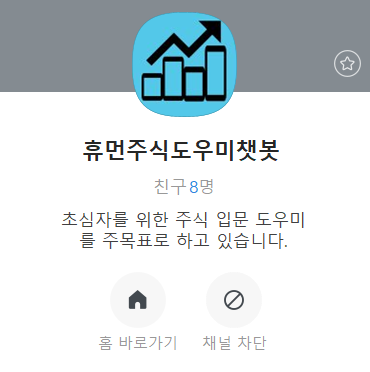 휴먼주식도우미챗봇
친구 8명
초심자를 위한 주식 입문 도우미
를 주목표로 하고 있습니다.
홈 바로가기 채널 차단